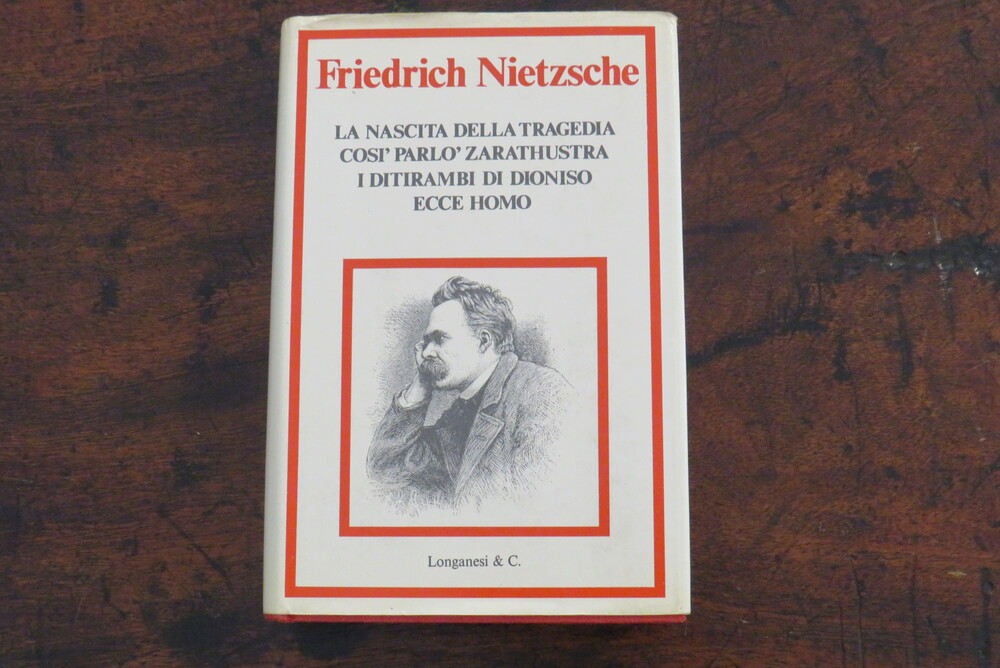 Friedrich Nietzsche
LA NASCITA DELLA TRAGEDIA
COSI' PARLO' ZARATHUSTRA
I DITIRAMBI DI DIONISO
ECCE HOMO
Longanesi & C.